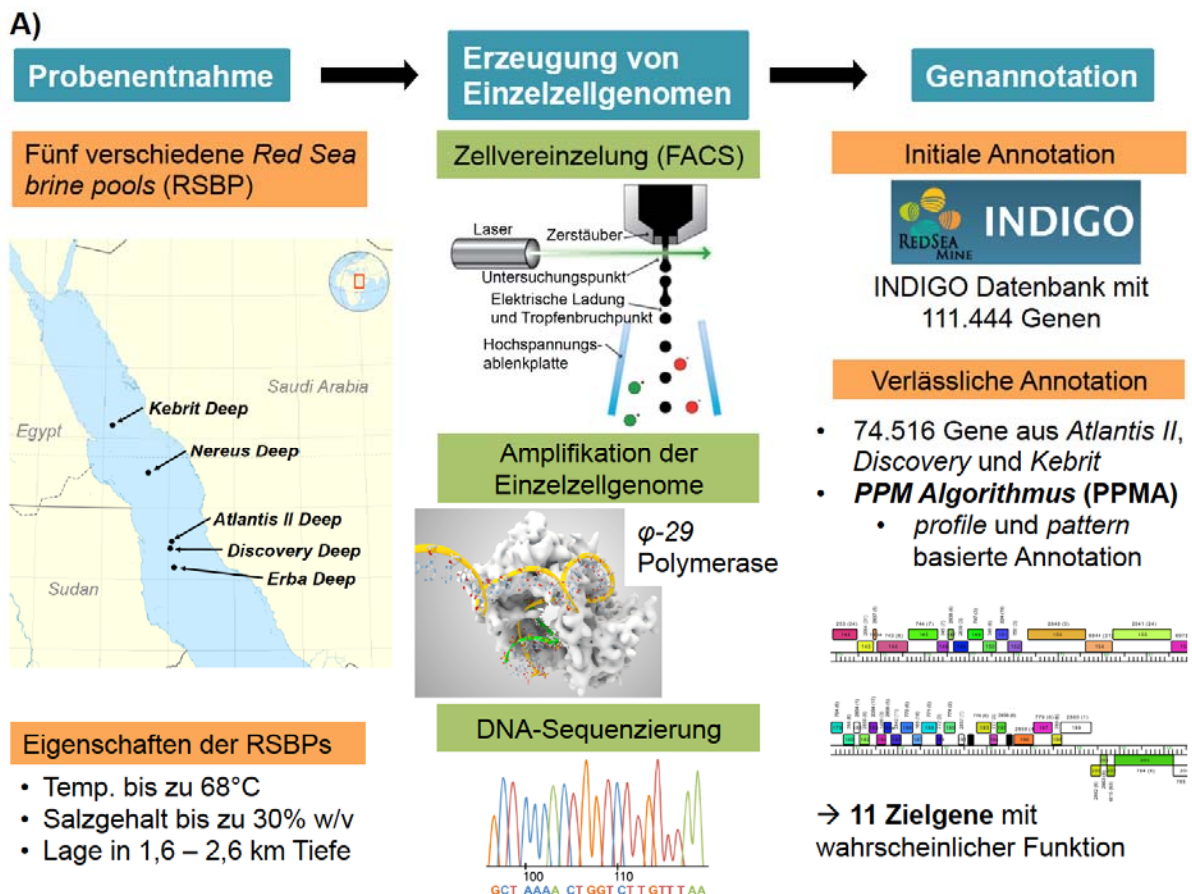 A)
Probenentnahme
Fünf verschiedene Red Sea
brine pools (RSBP)
Saudi Arabia
Egypt
Kebrit Deep
Nereus Deep
Atlantis II Deep
Discovery Deep
Erba Deep
Sudan
Eigenschaften der RSBPs
• Temp. bis zu 68°C
• Salzgehalt bis zu 30% w/v
• Lage in 1,6 – 2,6 km Tiefe
Erzeugung von
Einzelzellgenomen
Zellvereinzelung (FACS)
Laser
Zerstäuber
Untersuchungspunkt
Elektrische Ladung
und Tropfenbruchpunkt
Hochspannungs-
ablenkplatte
Amplifikation der
Einzelzellgenome
φ-29
Polymerase
DNA-Sequenzierung
100 110
GCT AAAA CT GGT CT T GTTT AA
Genannotation
Initiale Annotation
REDSEA
MINE
INDIGO
INDIGO Datenbank mit
111.444 Genen
Verlässliche Annotation
• 74.516 Gene aus Atlantis II,
Discovery und Kebrit
• PPM Algorithmus (PPMA)
• profile und pattern
basierte Annotation
→ 11 Zielgene mit
wahrscheinlicher Funktion